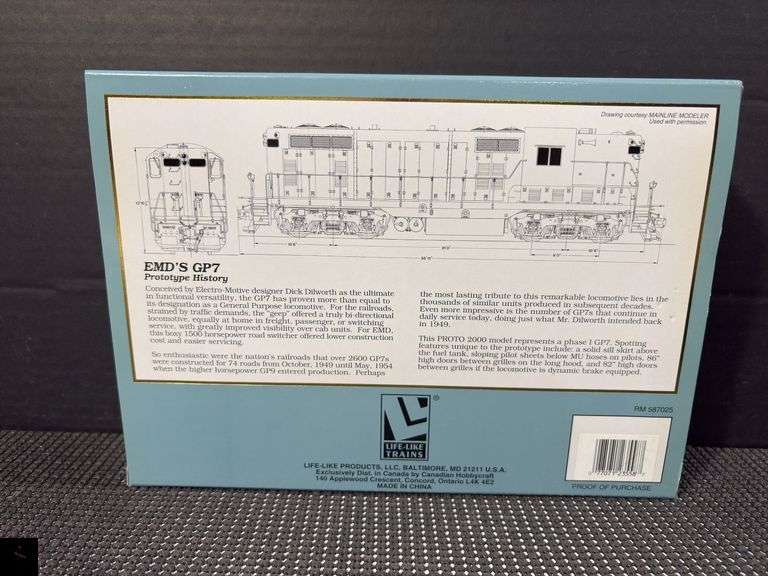 Drawing courtesy MAINLINE MODELER
Used with permission.
EMD'S GP7
Prototype History
Conceived by Electro-Motive designer Dick Dilworth as the ultimate
in functional versatility, the GP7 has proven more than equal to
its designation as a General Purpose locomotive. For the railroads,
strained by traffic demands, the "geep" offered a truly bi-directional
locomotive, equally at home in freight, passenger, or switching
service, with greatly improved visibility over cab units. For EMD,
this boxy 1500 horsepower road switcher offered lower construction
cost and easier servicing.
So enthusiastic were the nation's railroads that over 2600 GP7s
were constructed for 74 roads from October, 1949 until May, 1954
when the higher horsepower GP9 entered production. Perhaps
the most lasting tribute to this remarkable locomotive lies in the
thousands of similar units produced in subsequent decades.
Even more impressive is the number of GP7s that continue in
daily service today, doing just what Mr. Dilworth intended back
in 1949.
This PROTO 2000 model represents a phase I GP7. Spotting
features unique to the prototype include: a solid sill skirt above
the fuel tank, sloping pilot sheets below MU hoses on pilots, 86"
high doors between grilles on the long hood, and 82" high doors
between grilles if the locomotive is dynamic brake equipped.
RM 587025
LIFE-LIKE
TRAINS
®
LIFE-LIKE PRODUCTS, LLC, BALTIMORE, MD 21211 U.S.A.
Exclusively Dist. in Canada by Canadian Hobbycraft
140 Applewood Crescent, Concord, Ontario L4K 4E2
MADE IN CHINA
PROOF OF PURCHASE